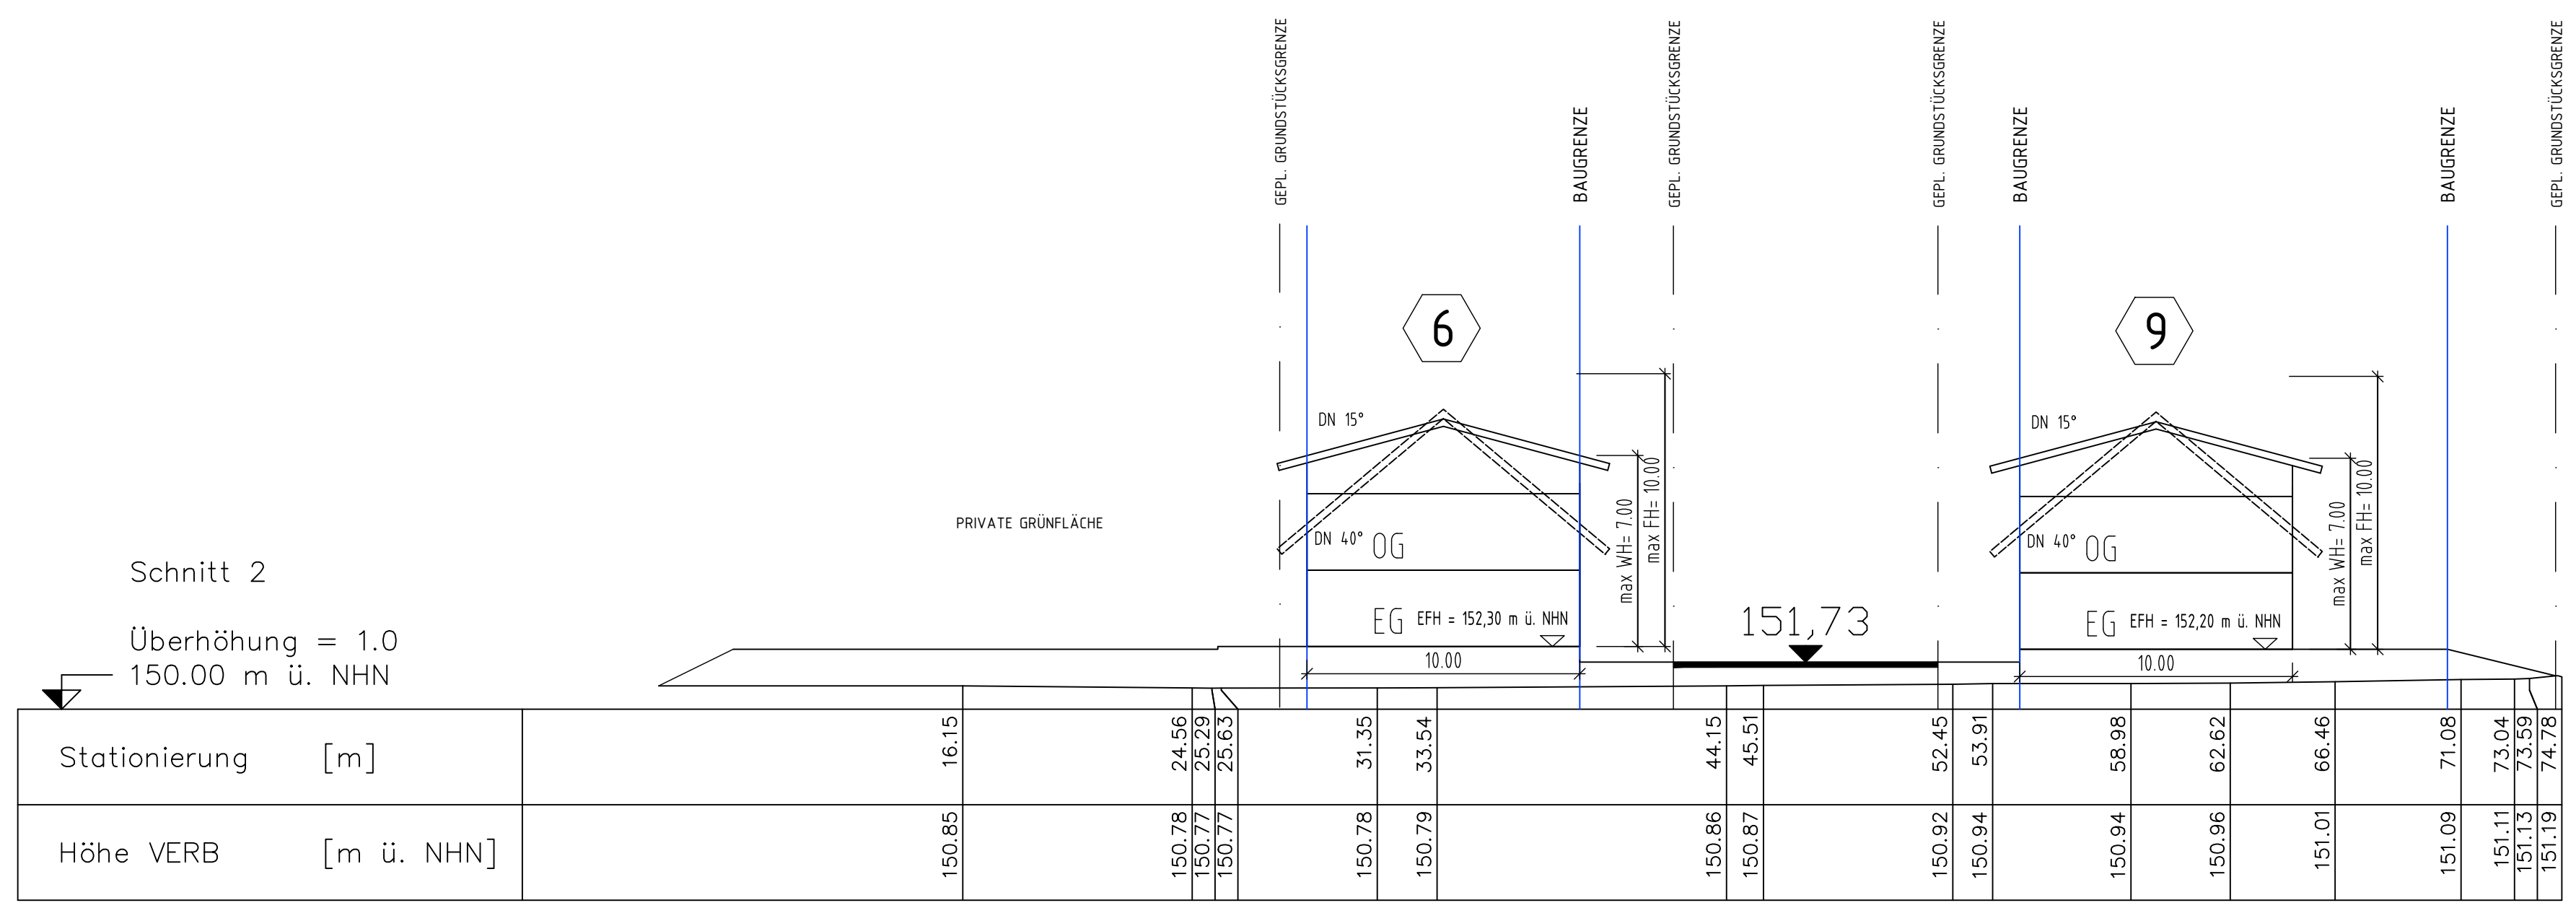 GEPL. GRUNDSTÜCKSGRENZE
BAUGRENZE
GEPL. GRUNDSTÜCKSGRENZE
GEPL. GRUNDSTÜCKSGRENZE
BAUGRENZE
BAUGRENZE
GEPL. GRUNDSTÜCKSGRENZE
6
9
DN 15°
DN 15°
PRIVATE GRÜNFLÄCHE
DN 40° OG
max WH= 7.00
max FH= 10.00
DN 40° OG
max WH= 7.00
max FH= 10.00
Schnitt 2
EG EFH = 152,30 m ü. NHN
151,73
EG EFH = 152,20 m ü. NHN
Überhöhung = 1.0
150.00 m ü. NHN
10.00
10.00
Stationierung [m] 16.15 24.56 25.29 25.63 31.35 33.54 44.15 45.51 52.45 53.91 58.98 62.62 66.46 71.08 73.04 73.59 74.78
Höhe VERB [m ü. NHN] 150.85 150.78 150.77 150.77 150.78 150.79 150.86 150.87 150.92 150.94 150.94 150.96 151.01 151.09 151.11 151.13 151.19